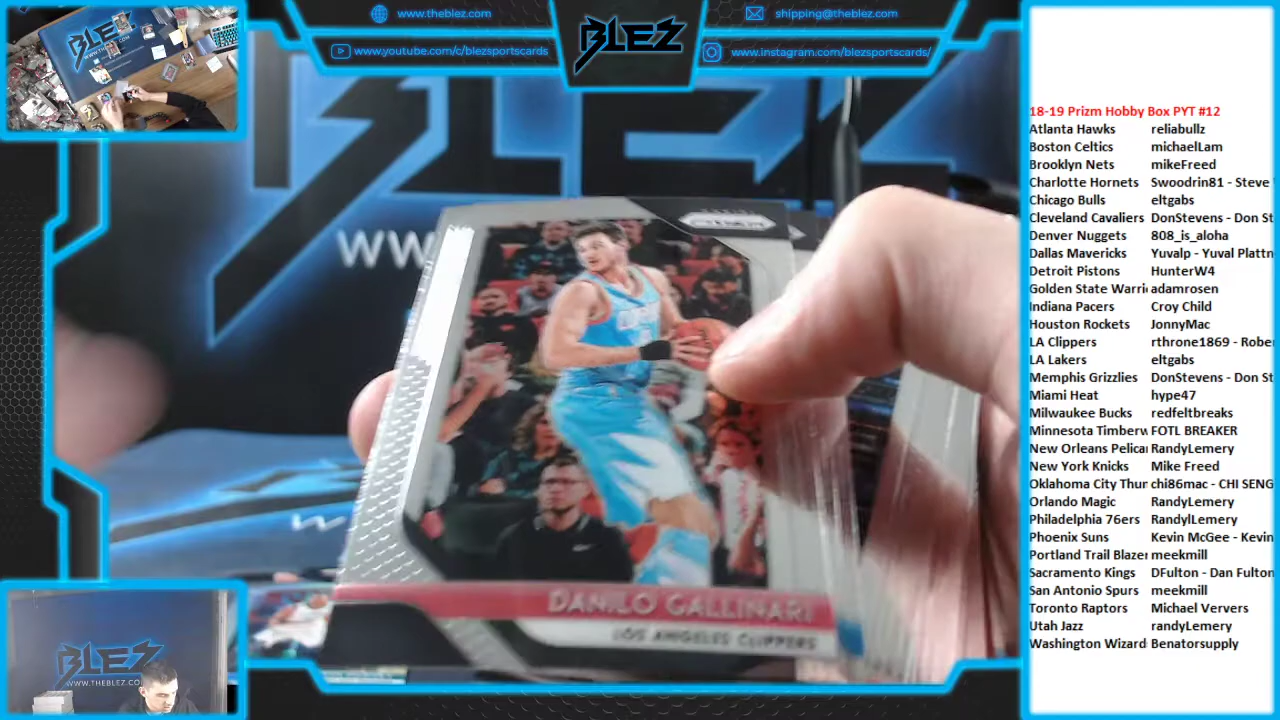 www.theblez.com
BLEZ
shipping@theblez.com
www.youtube.com/c/blezsportscards
www.instagram.com/blezsportscards/
DANILO GALLINARI
LOS ANGELES CLIPPERS
BLEZ
WWW.THEBLEZ.COM
18-19 Prizm Hobby Box PYT #12
Atlanta Hawks reliabullz
Boston Celtics michaelLam
Brooklyn Nets mikeFreed
Charlotte Hornets Swoodrin81 - Steve
Chicago Bulls eltgabs
Cleveland Cavaliers DonStevens - Don St
Denver Nuggets 808_is_aloha
Dallas Mavericks Yuvalp - Yuval Plattn
Detroit Pistons HunterW4
Golden State Warri adamrosen
Indiana Pacers Croy Child
Houston Rockets JonnyMac
LA Clippers rthrone1869 - Robe
LA Lakers eltgabs
Memphis Grizzlies DonStevens - Don St
Miami Heat hype47
Milwaukee Bucks redfeltbreaks
Minnesota Timberw FOTL BREAKER
New Orleans Pelica RandyLemery
New York Knicks Mike Freed
Oklahoma City Thur chi86mac - CHI SENG
Orlando Magic RandyLemery
Philadelphia 76ers RandylLemery
Phoenix Suns Kevin McGee - Kevin
Portland Trail Blazer meekmill
Sacramento Kings DFulton - Dan Fulton
San Antonio Spurs meekmill
Toronto Raptors Michael Ververs
Utah Jazz randyLemery
Washington Wizard Benatorsupply